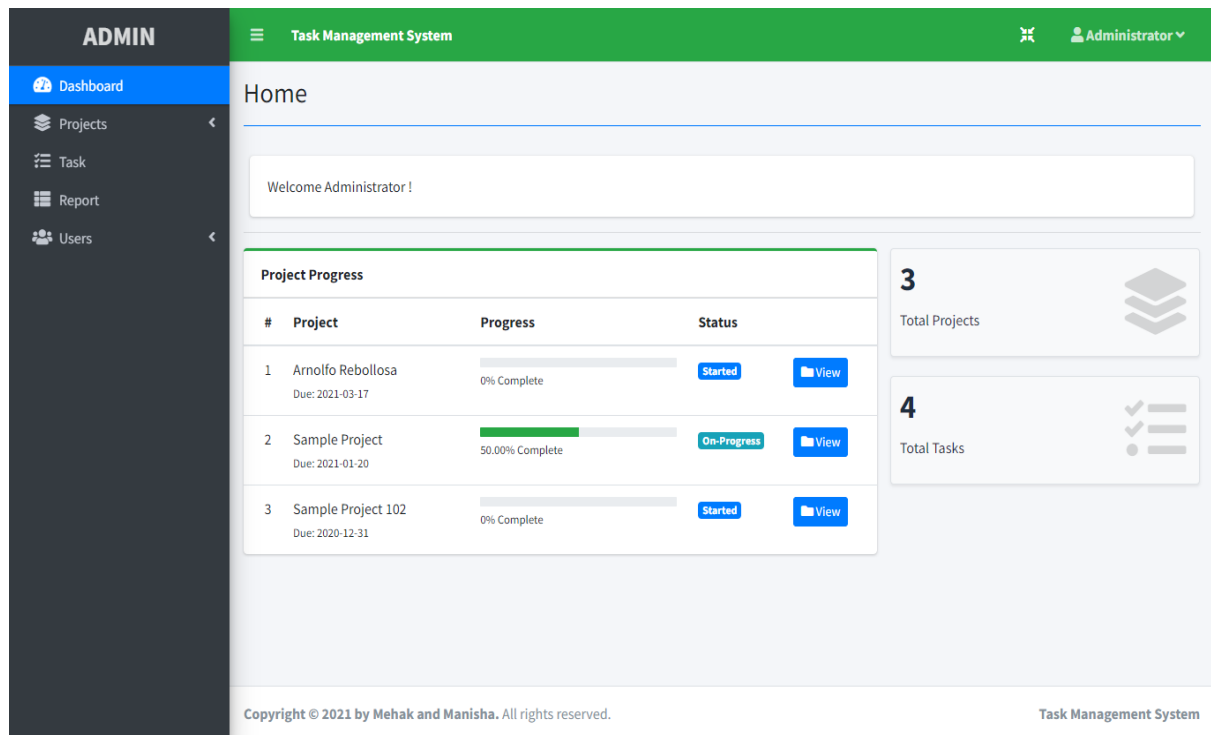 ADMIN
Task Management System
Administrator
Dashboard
Projects
Task
Report
Users
Home
Welcome Administrator !
Project Progress
# Project Progress Status
1 Arnolfo Rebollosa 0% Complete Started View
Due: 2021-03-17
2 Sample Project 50.00% Complete On-Progress View
Due: 2021-01-20
3 Sample Project 102 0% Complete Started View
Due: 2020-12-31
3
Total Projects
4
Total Tasks
Copyright © 2021 by Mehak and Manisha. All rights reserved.
Task Management System